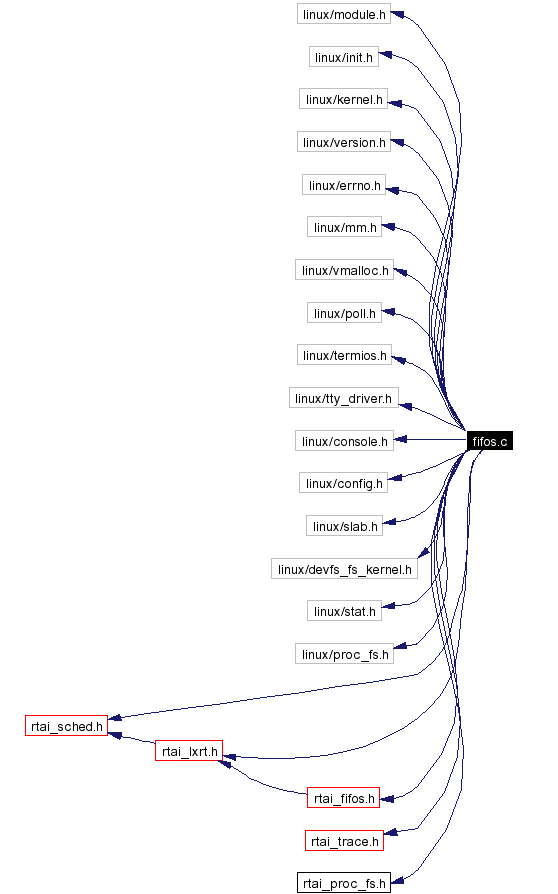 linux/module.h
linux/init.h
linux/kernel.h
linux/version.h
linux/errno.h
linux/mm.h
linux/vmalloc.h
linux/poll.h
linux/termios.h
linux/tty_driver.h
linux/console.h
fifos.c
linux/config.h
linux/slab.h
linux/devfs_fs_kernel.h
linux/stat.h
linux/proc_fs.h
rtai_sched.h
rtai_lxrt.h
rtai_fifos.h
rtai_trace.h
rtai_proc_fs.h